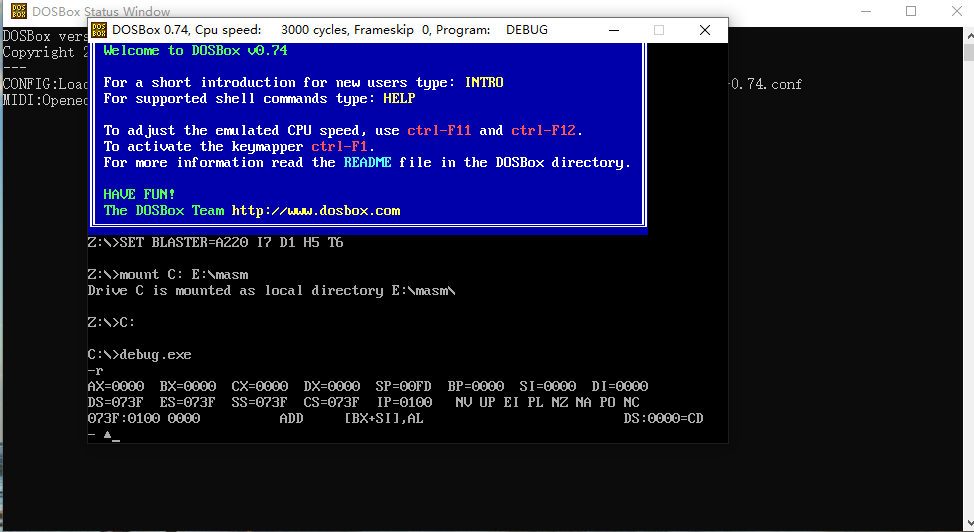 DOSBox Status Window
DOSBox 0.74, Cpu speed: 3000 cycles, Frameskip 0, Program: DEBUG
DOSBox
Copyright
---
CONFIG:
-0.74.conf
Welcome to DOSBox v0.74
For a short introduction for new users type: INTRO
For supported shell commands type: HELP
To adjust the emulated CPU speed, use ctrl-F11 and ctrl-F12.
To activate the keymapper ctrl-F1.
For more information read the README file in the DOSBox directory.
HAVE FUN!
The DOSBox Team http://www.dosbox.com
Z:\>SET BLASTER=A220 I7 D1 H5 T6
Z:\>mount C: E:\masm
Drive C is mounted as local directory E:\masm\
Z:\>C:
C:\>debug.exe
-r
AX=0000 BX=0000 CX=0000 DX=0000 SP=00FD BP=0000 SI=0000 DI=0000
DS=073F ES=073F SS=073F CS=073F IP=0100 NV UP EI PL NZ NA PO NC
073F:0100 0000 ADD [BX+SI],AL DS:0000=CD
- ▲_